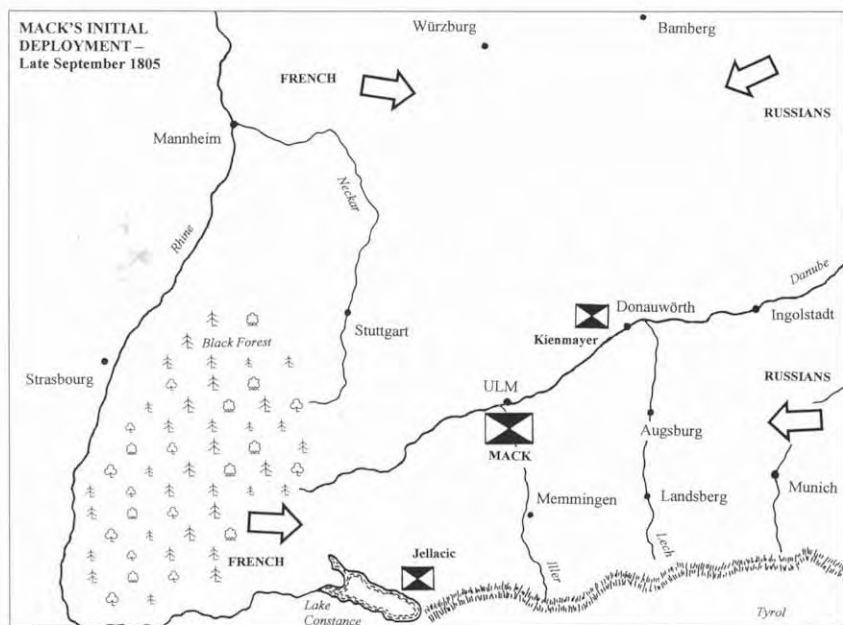 MACK'S INITIAL
DEPLOYMENT –
Late September 1805
Würzburg
Bamberg
FRENCH
RUSSIANS
Mannheim
Neckar
Rhine
Danube
Donauwörth
Ingolstadt
Kienmayer
Stuttgart
Black Forest
Strasbourg
RUSSIANS
ULM
Augsburg
MACK
Munich
Memmingen
Landsberg
FRENCH
Jellacic
Iller
Lech
Lake
Constance
Tyrol